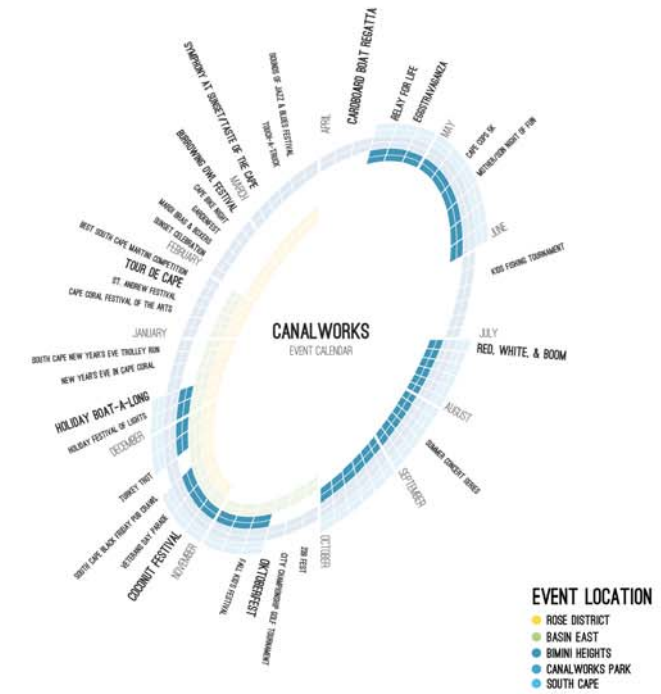 CARDBOARD BOAT REGATTA
RELAY FOR LIFE
EGGSTRAVAGANZA
MAY
CAPE COPS 5K
MOTHER/SON NIGHT OF FUN
JUNE
KIDS FISHING TOURNAMENT
JULY
RED, WHITE, & BOOM
AUGUST
SUMMER CONCERT SERIES
SEPTEMBER
OCTOBER
ZOO FEST
CITY CHAMPIONSHIP GOLF TOURNAMENT
OKTOBERFEST
FALL KID'S FESTIVAL
NOVEMBER
COCONUT FESTIVAL
VETERANS DAY PARADE
SOUTH CAPE BLACK FRIDAY PUB CRAWL
TURKEY TROT
DECEMBER
HOLIDAY FESTIVAL OF LIGHTS
HOLIDAY BOAT-A-LONG
NEW YEAR'S EVE IN CAPE CORAL
SOUTH CAPE NEW YEAR'S EVE TROLLEY RUN
JANUARY
CAPE CORAL FESTIVAL OF THE ARTS
ST. ANDREW FESTIVAL
TOUR DE CAPE
BEST SOUTH CAPE MARTINI COMPETITION
FEBRUARY
SUNSET CELEBRATION
MARDI BRAS & BOXERS
GARDENFEST
CAPE BIKE NIGHT
BURROWING OWL FESTIVAL
MARCH
SYMPHONY AT SUNSET/TASTE OF THE CAPE
TOUCH-A-TRUCK
SOUNDS OF JAZZ & BLUES FESTIVAL
APRIL
CANALWORKS
EVENT CALENDAR
EVENT LOCATION
ROSE DISTRICT
BASIN EAST
BIMINI HEIGHTS
CANALWORKS PARK
SOUTH CAPE